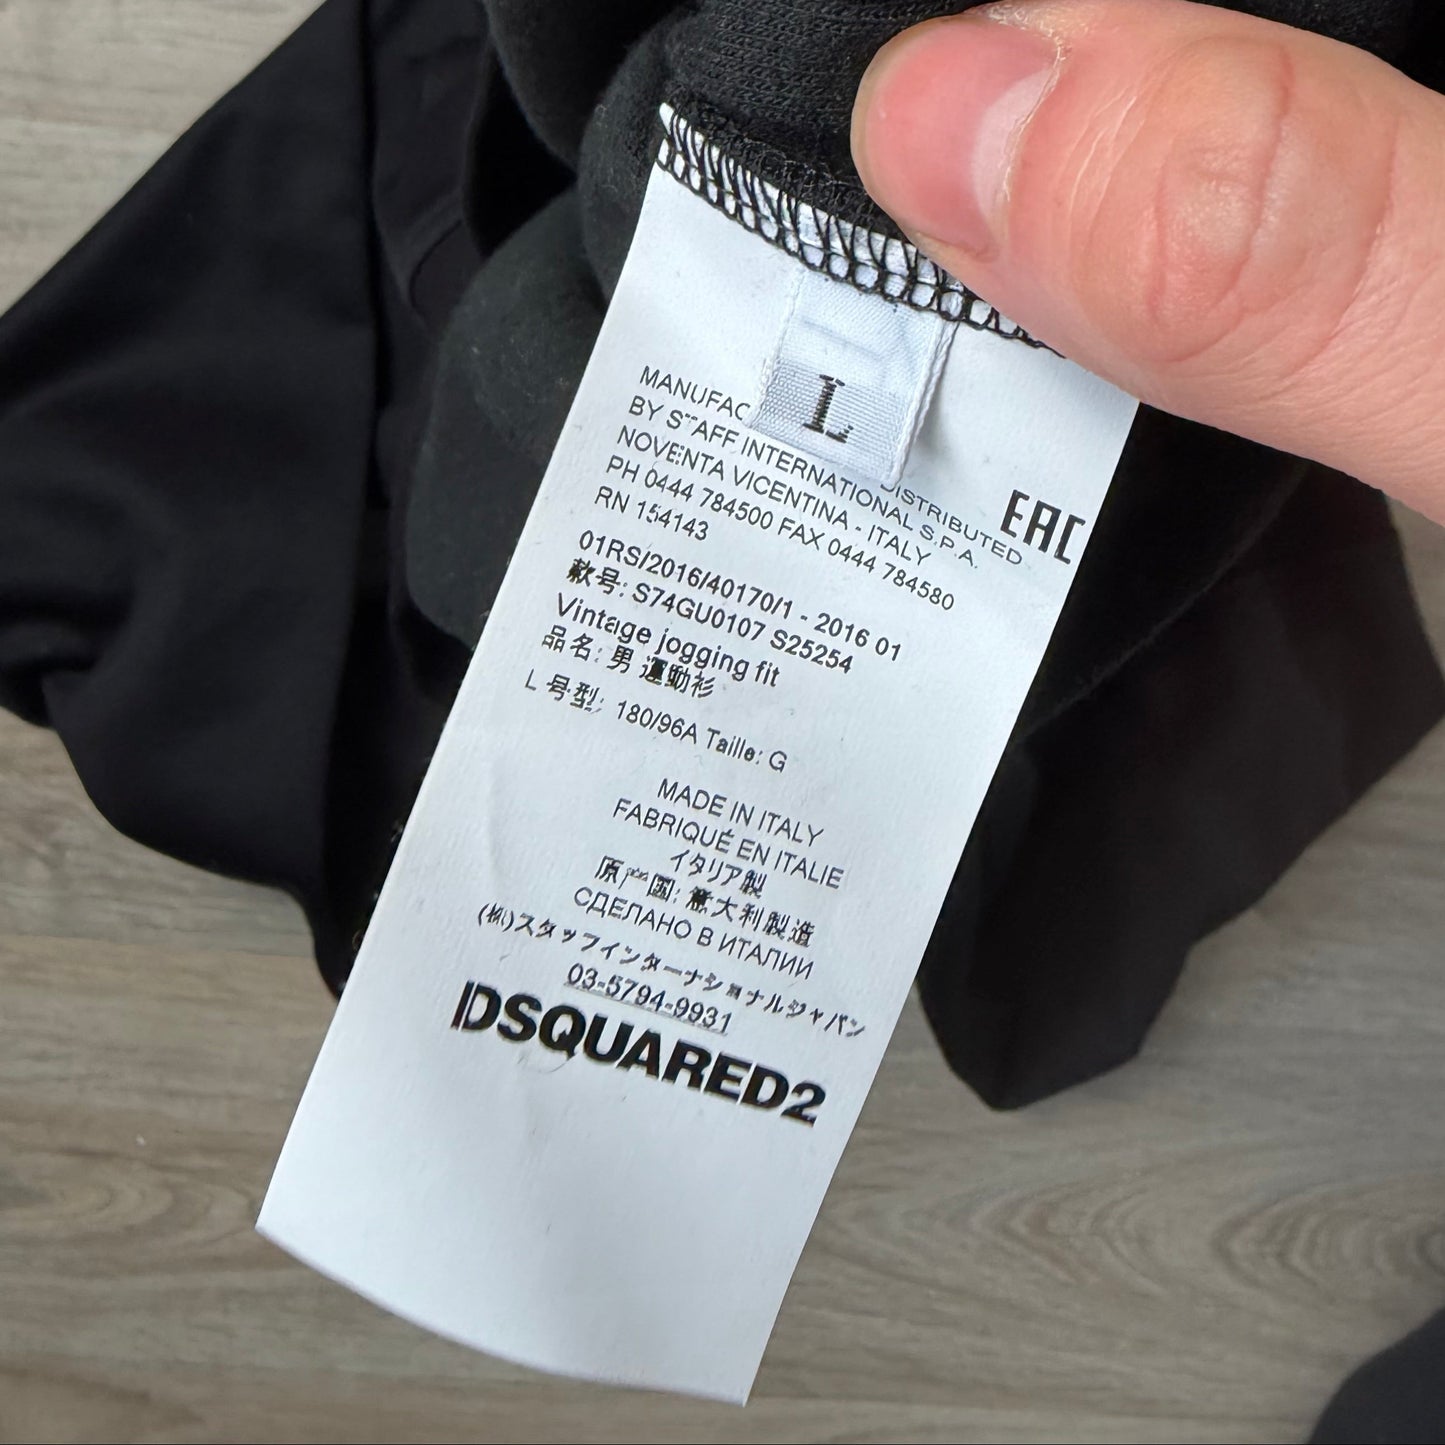 L
MANUFAC
DISTRIBUTED
BY STAFF INTERNATIONAL S.P.A.
NOVENTA VICENTINA - ITALY
PH 0444 784500 FAX 0444 784580
RN 154143
EAC
01RS/2016/40170/1 - 2016 01
款号: S74GU0107 S25254
Vintage jogging fit
品名: 男 運動衫
L 号型: 180/96A Taille: G
MADE IN ITALY
FABRIQUÉ EN ITALIE
イタリア製
原产国: 意大利製造
СДЕЛАНО В ИТАЛИИ
(株)スタッフインターナショナルジャパン
03-5794-9931
DSQUARED2